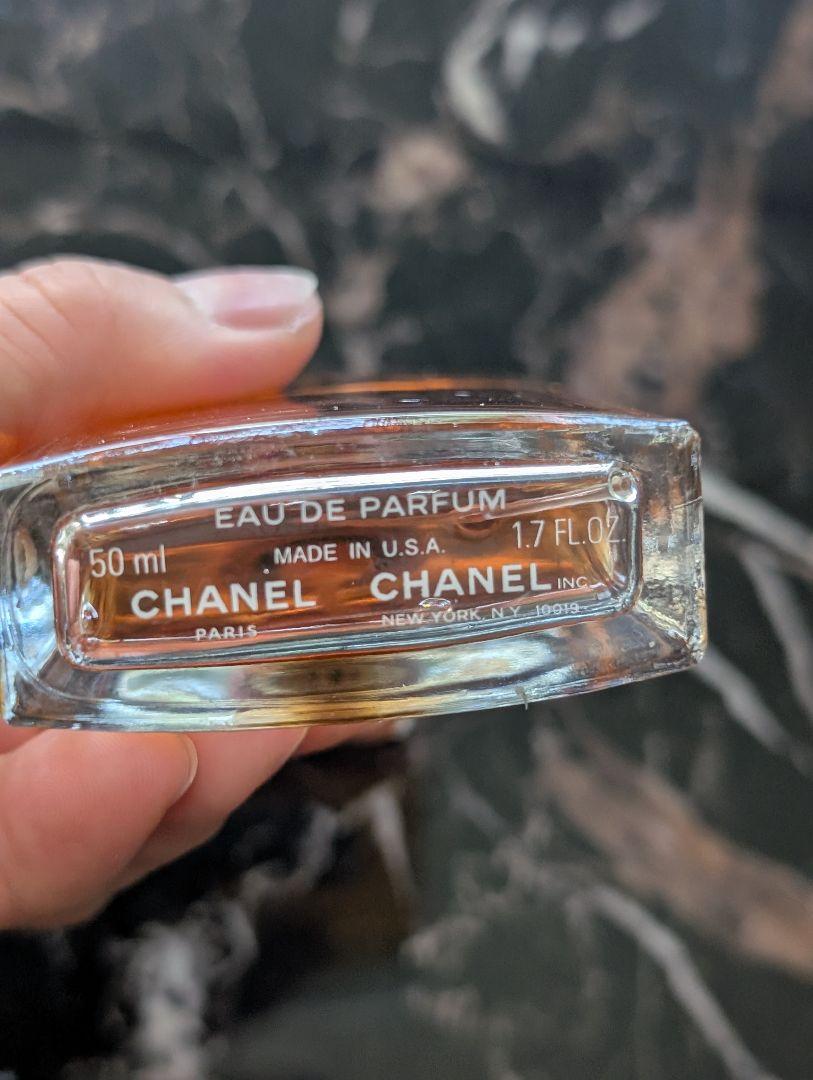 EAU DE PARFUM
50 ml MADE IN U.S.A. 1.7 FL.OZ.
CHANEL CHANEL INC.
PARIS NEW YORK, N.Y. 10019